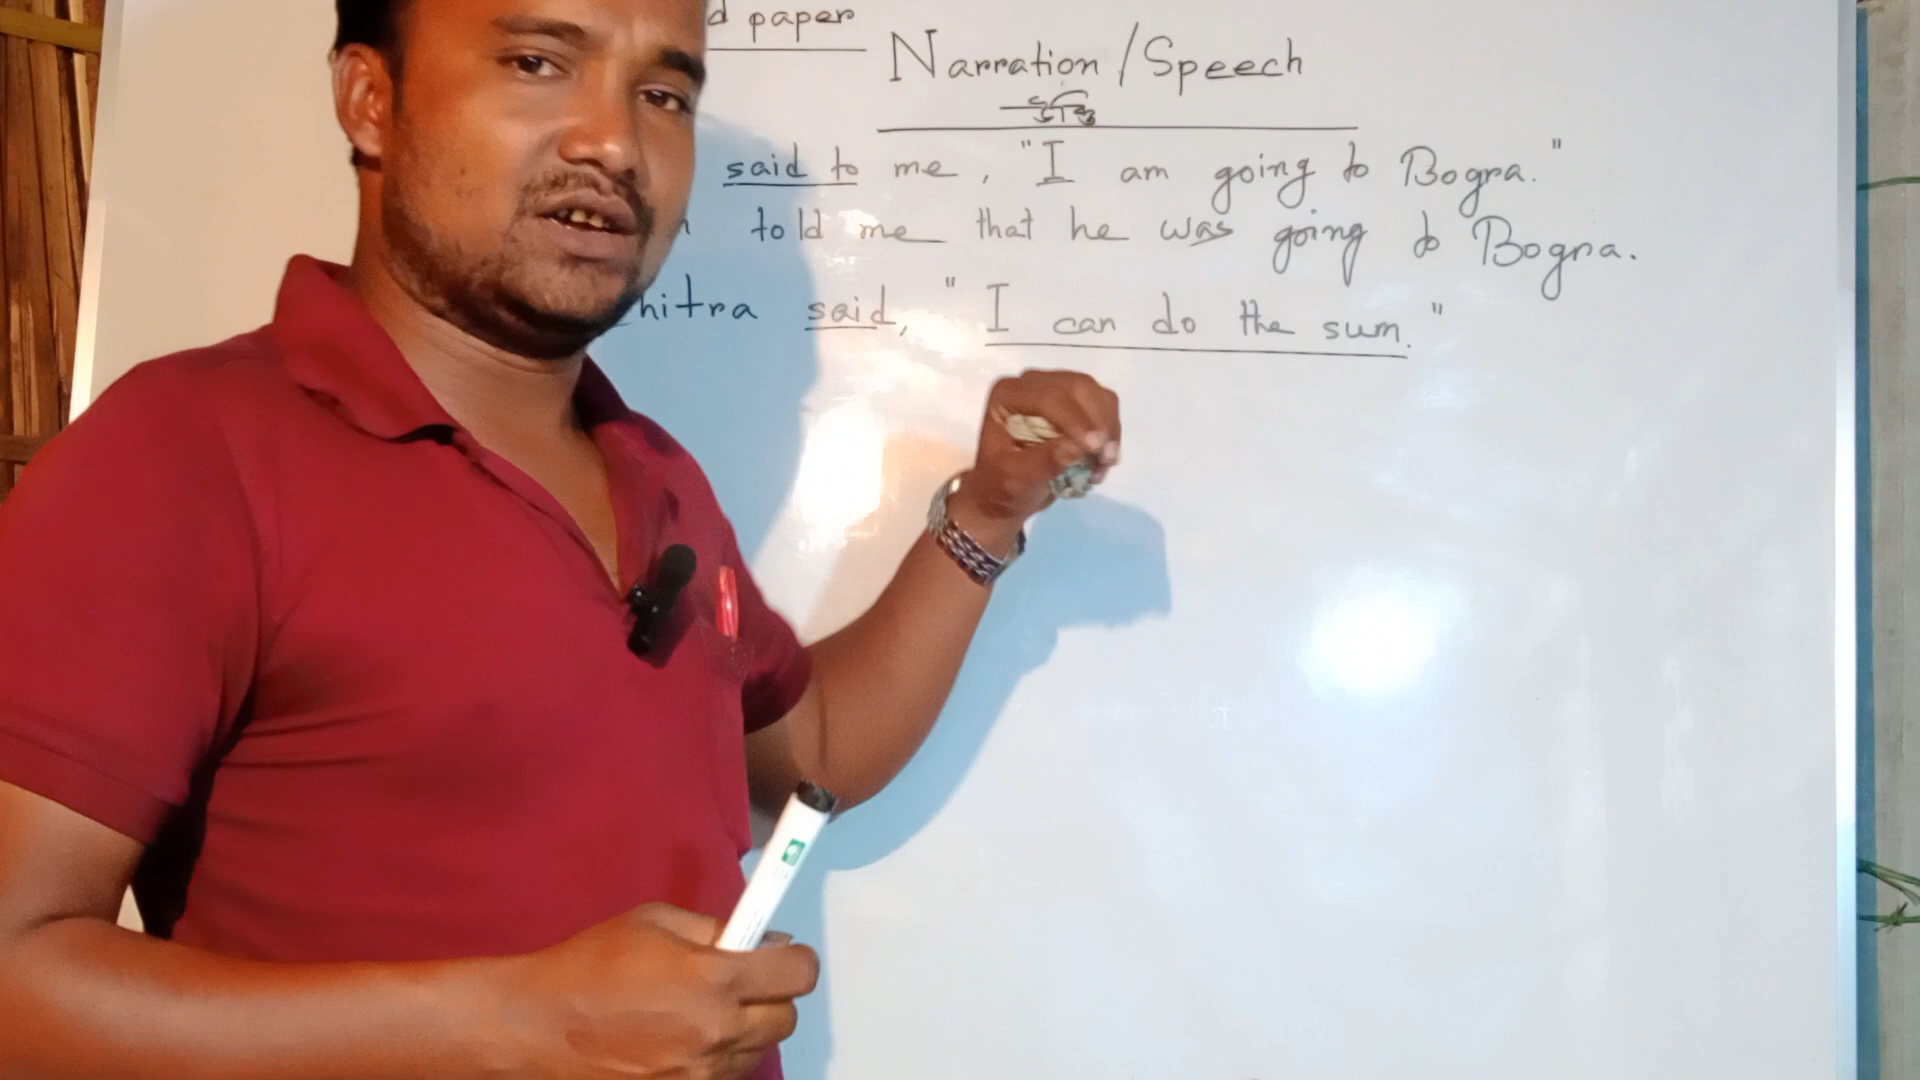 d paper
Narration / Speech
উক্তি
said to me, "I am going to Bogra."
n told me that he was going to Bogra.
hitra said, "I can do the sum."